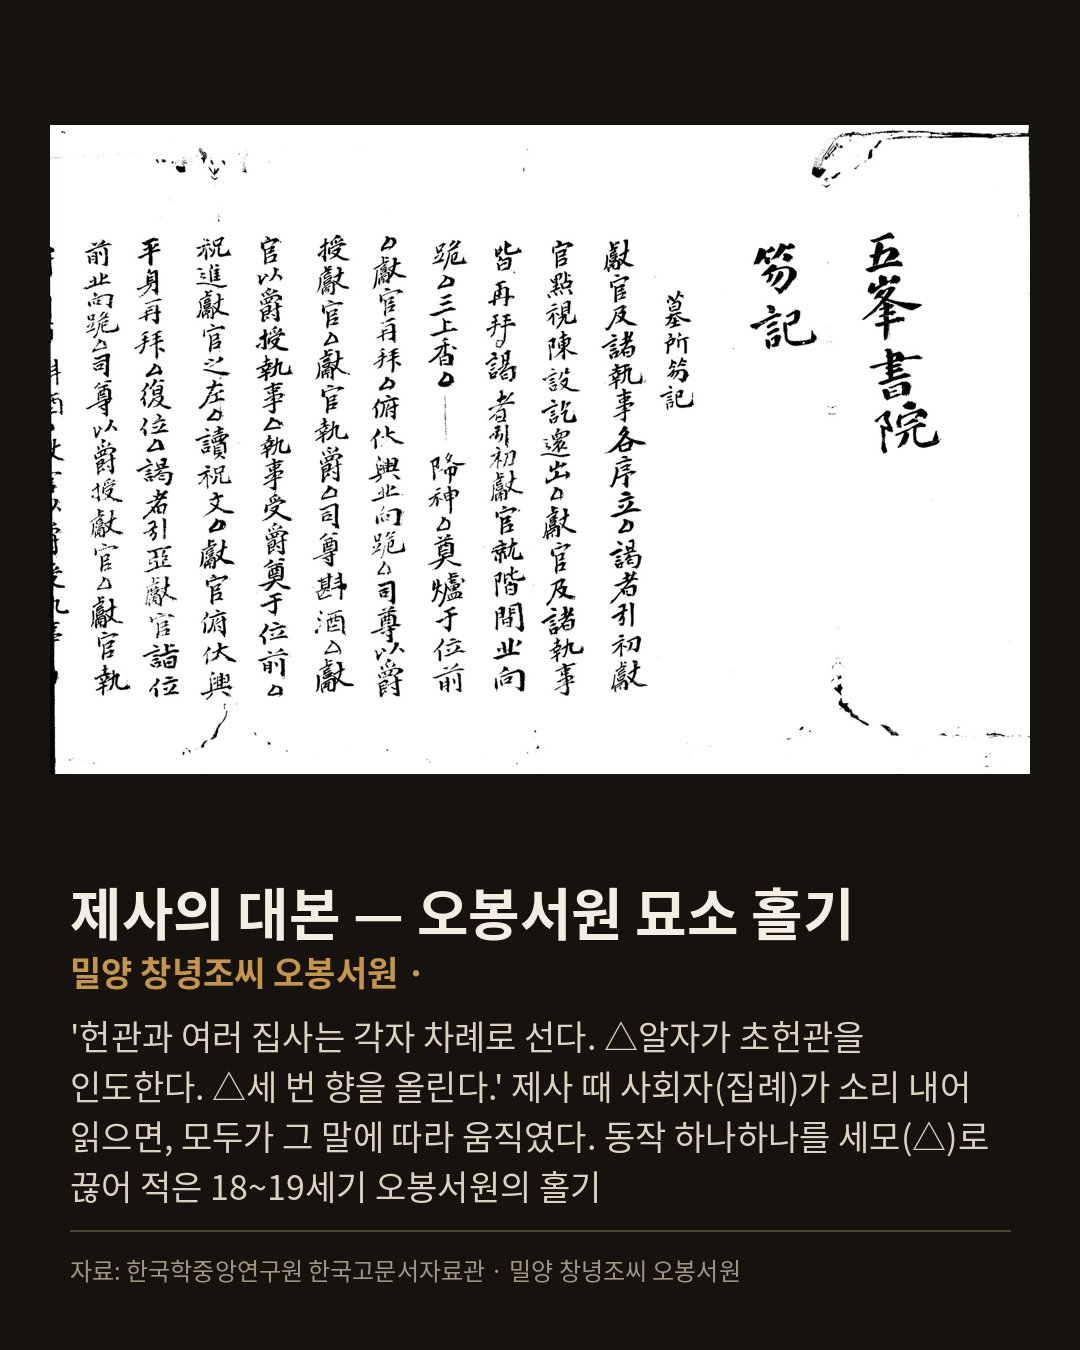 五峯書院
笏記
墓所笏記
獻官及諸執事各序立△謁者引初獻
官點視陳設訖還出△獻官及諸執事
皆再拜△謁者引初獻官就階間北向
跪△三上香△ 降神△奠爐于位前
△獻官再拜△俯伏興北向跪△司尊以爵
授獻官△獻官執爵△司尊斟酒△獻
官以爵授執事△執事受爵奠于位前△
祝進獻官之左△讀祝文△獻官俯伏興
平身再拜△復位△謁者引亞獻官詣位
前北向跪△司尊以爵授獻官△獻官執
제사의 대본 — 오봉서원 묘소 홀기
밀양 창녕조씨 오봉서원 ·
'헌관과 여러 집사는 각자 차례로 선다. △알자가 초헌관을
인도한다. △세 번 향을 올린다.' 제사 때 사회자(집례)가 소리 내어
읽으면, 모두가 그 말에 따라 움직였다. 동작 하나하나를 세모(△)로
끊어 적은 18~19세기 오봉서원의 홀기
자료: 한국학중앙연구원 한국고문서자료관 · 밀양 창녕조씨 오봉서원